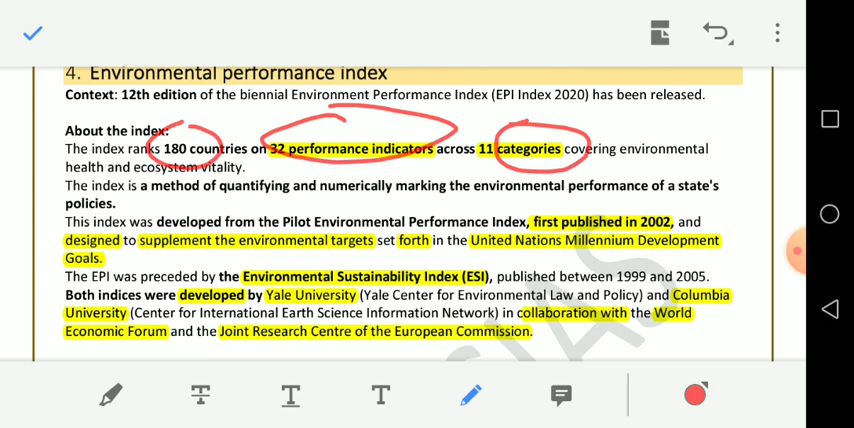 4. Environmental performance index
Context: 12th edition of the biennial Environment Performance Index (EPI Index 2020) has been released.
About the index:
The index ranks 180 countries on 32 performance indicators across 11 categories covering environmental
health and ecosystem vitality.
The index is a method of quantifying and numerically marking the environmental performance of a state's
policies.
This index was developed from the Pilot Environmental Performance Index, first published in 2002, and
designed to supplement the environmental targets set forth in the United Nations Millennium Development
Goals.
The EPI was preceded by the Environmental Sustainability Index (ESI), published between 1999 and 2005.
Both indices were developed by Yale University (Yale Center for Environmental Law and Policy) and Columbia
University (Center for International Earth Science Information Network) in collaboration with the World
Economic Forum and the Joint Research Centre of the European Commission.